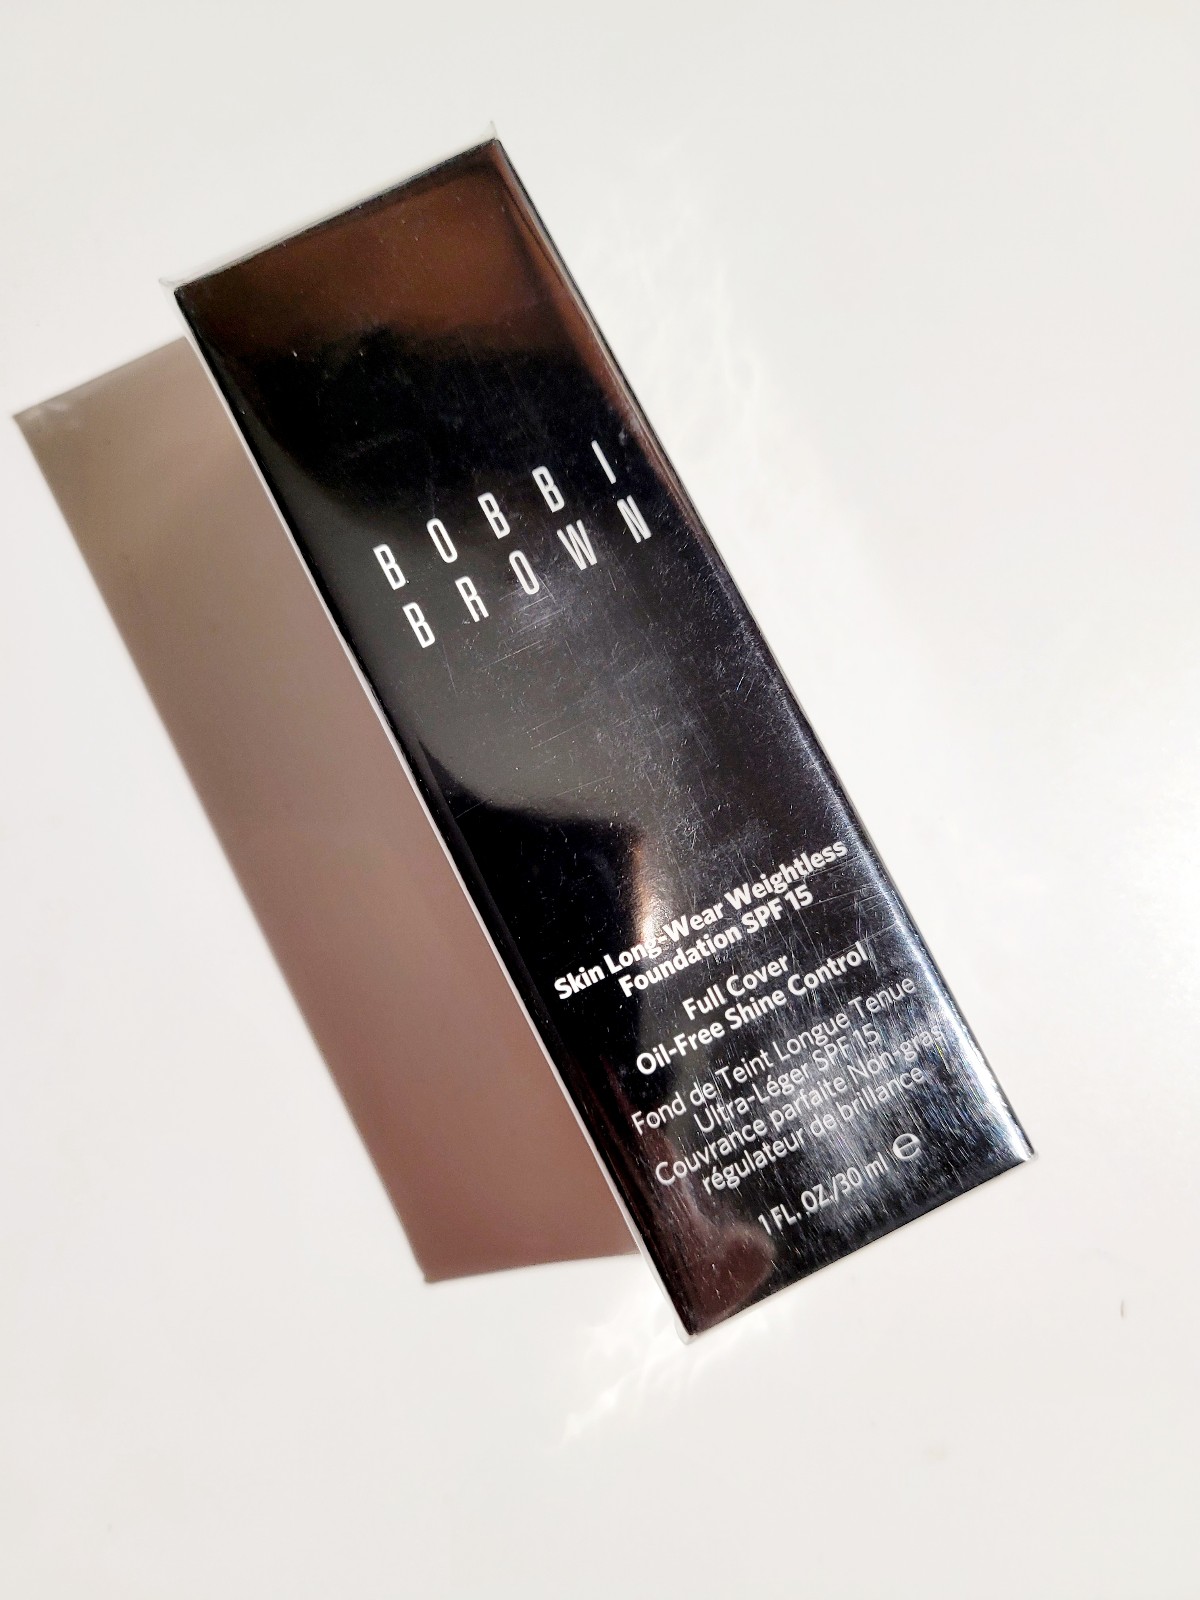 BOBBI
BROWN
Skin Long-Wear Weightless
Foundation SPF 15
Full Cover
Oil-Free Shine Control
Fond de Teint Longue Tenue
Ultra-Léger SPF 15
Couvrance parfaite Non-gras
régulateur de brillance
1 FL. OZ./30 ml ℮